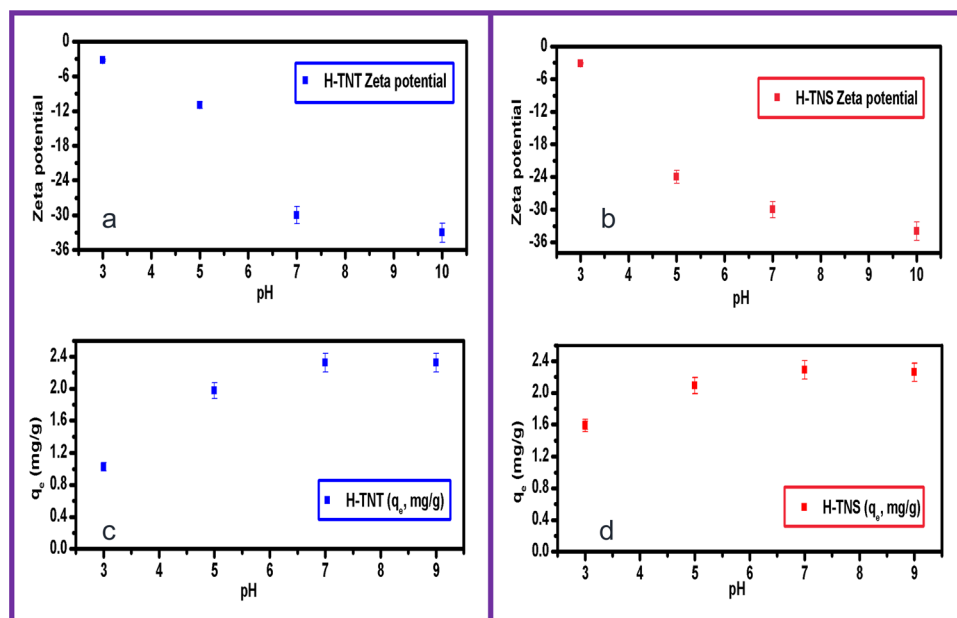 0
-6
-12
-18
-24
-30
-36
Zeta potential
H-TNT Zeta potential
a
3 4 5 6 7 8 9 10
pH
0
-6
-12
-18
-24
-30
-36
Zeta potential
H-TNS Zeta potential
b
3 4 5 6 7 8 9 10
pH
2.4
2.0
1.6
1.2
0.8
0.4
0.0
qe (mg/g)
H-TNT (qe, mg/g)
c
3 4 5 6 7 8 9
pH
2.4
2.0
1.6
1.2
0.8
0.4
0.0
qe (mg/g)
H-TNS (qe, mg/g)
d
3 4 5 6 7 8 9
pH